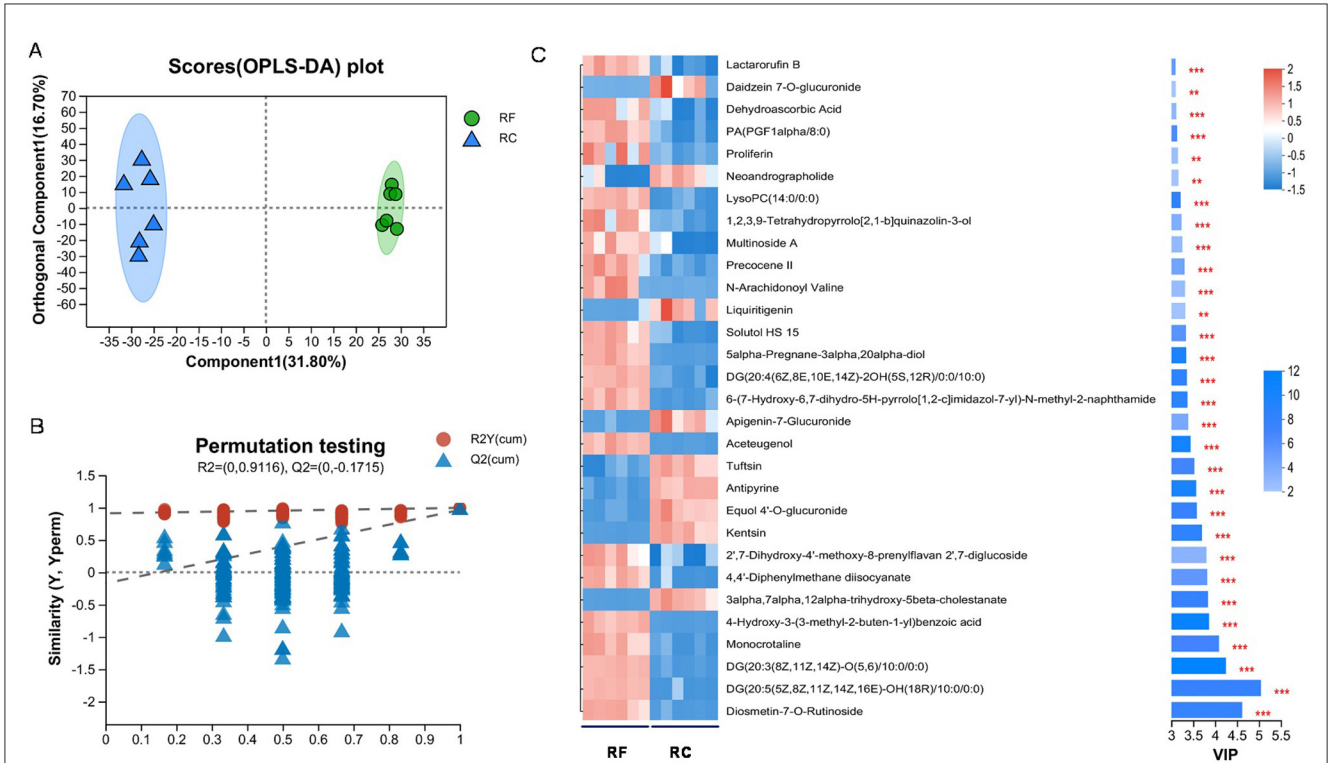 A
Scores(OPLS-DA) plot
Orthogonal Component1(16.70%)
70
60
50
40
30
20
10
0
-10
-20
-30
-40
-50
-60
-35 -30 -25 -20 -15 -10 -5 0 5 10 15 20 25 30 35
Component1(31.80%)
RF
RC
B
Permutation testing
R2=(0,0.9116), Q2=(0,-0.1715)
R2Y(cum)
Q2(cum)
Similarity (Y, Yperm)
1.5
1
0.5
0
-0.5
-1
-1.5
-2
0 0.1 0.2 0.3 0.4 0.5 0.6 0.7 0.8 0.9 1
C
Lactarorufin B ***
Daidzein 7-O-glucuronide **
Dehydroascorbic Acid ***
PA(PGF1alpha/8:0) ***
Proliferin **
Neoandrographolide **
LysoPC(14:0/0:0) ***
1,2,3,9-Tetrahydropyrrolo[2,1-b]quinazolin-3-ol ***
Multinoside A ***
Precocene II ***
N-Arachidonoyl Valine ***
Liquiritigenin **
Solutol HS 15 ***
5alpha-Pregnane-3alpha,20alpha-diol ***
DG(20:4(6Z,8E,10E,14Z)-2OH(5S,12R)/0:0/10:0) ***
6-(7-Hydroxy-6,7-dihydro-5H-pyrrolo[1,2-c]imidazol-7-yl)-N-methyl-2-naphthamide ***
Apigenin-7-Glucuronide ***
Aceteugenol ***
Tuftsin ***
Antipyrine ***
Equol 4'-O-glucuronide ***
Kentsin ***
2',7-Dihydroxy-4'-methoxy-8-prenylflavan 2',7-diglucoside ***
4,4'-Diphenylmethane diisocyanate ***
3alpha,7alpha,12alpha-trihydroxy-5beta-cholestanate ***
4-Hydroxy-3-(3-methyl-2-buten-1-yl)benzoic acid ***
Monocrotaline ***
DG(20:3(8Z,11Z,14Z)-O(5,6)/10:0/0:0) ***
DG(20:5(5Z,8Z,11Z,14Z,16E)-OH(18R)/10:0/0:0) ***
Diosmetin-7-O-Rutinoside ***
RF RC
3 3.5 4 4.5 5 5.5
VIP
2
1.5
1
0.5
0
-0.5
-1
-1.5
12
10
8
6
4
2